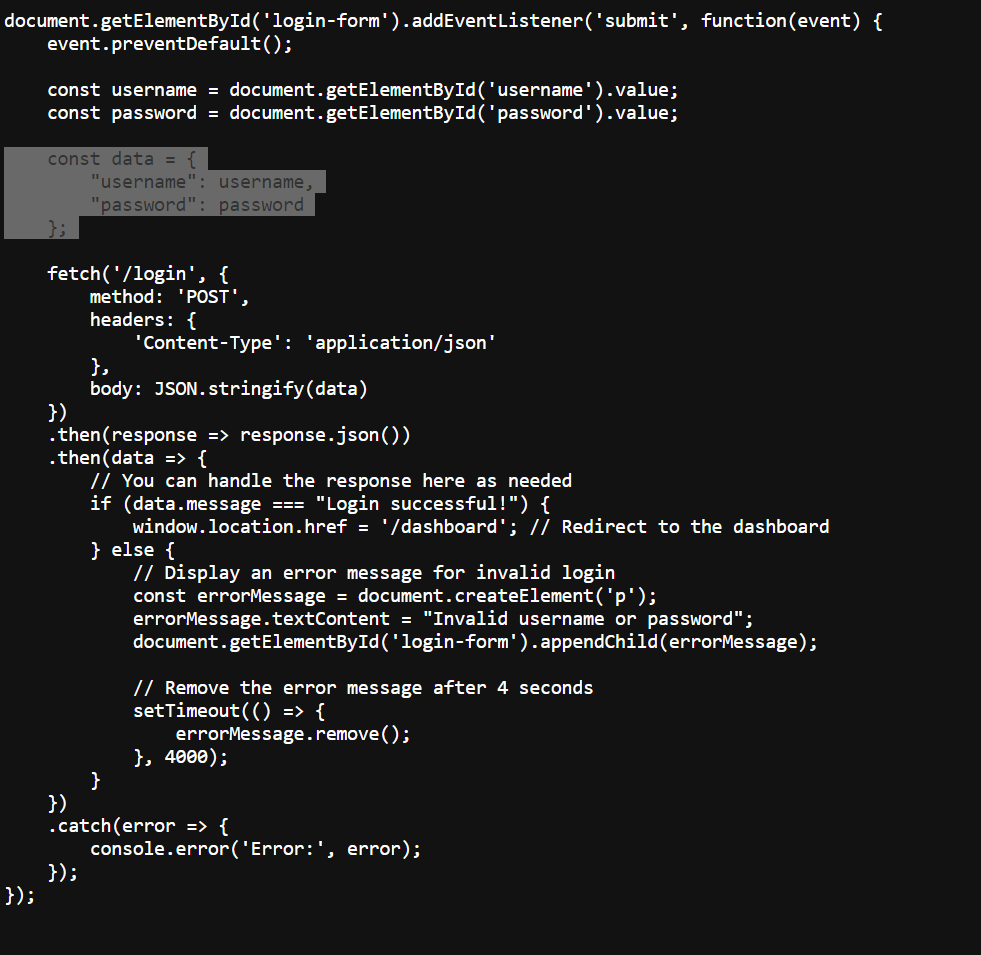 document.getElementById('login-form').addEventListener('submit', function(event) {
    event.preventDefault();

    const username = document.getElementById('username').value;
    const password = document.getElementById('password').value;

    const data = {
        "username": username,
        "password": password
    };

    fetch('/login', {
        method: 'POST',
        headers: {
            'Content-Type': 'application/json'
        },
        body: JSON.stringify(data)
    })
    .then(response => response.json())
    .then(data => {
        // You can handle the response here as needed
        if (data.message === "Login successful!") {
            window.location.href = '/dashboard'; // Redirect to the dashboard
        } else {
            // Display an error message for invalid login
            const errorMessage = document.createElement('p');
            errorMessage.textContent = "Invalid username or password";
            document.getElementById('login-form').appendChild(errorMessage);

            // Remove the error message after 4 seconds
            setTimeout(() => {
                errorMessage.remove();
            }, 4000);
        }
    })
    .catch(error => {
        console.error('Error:', error);
    });
});